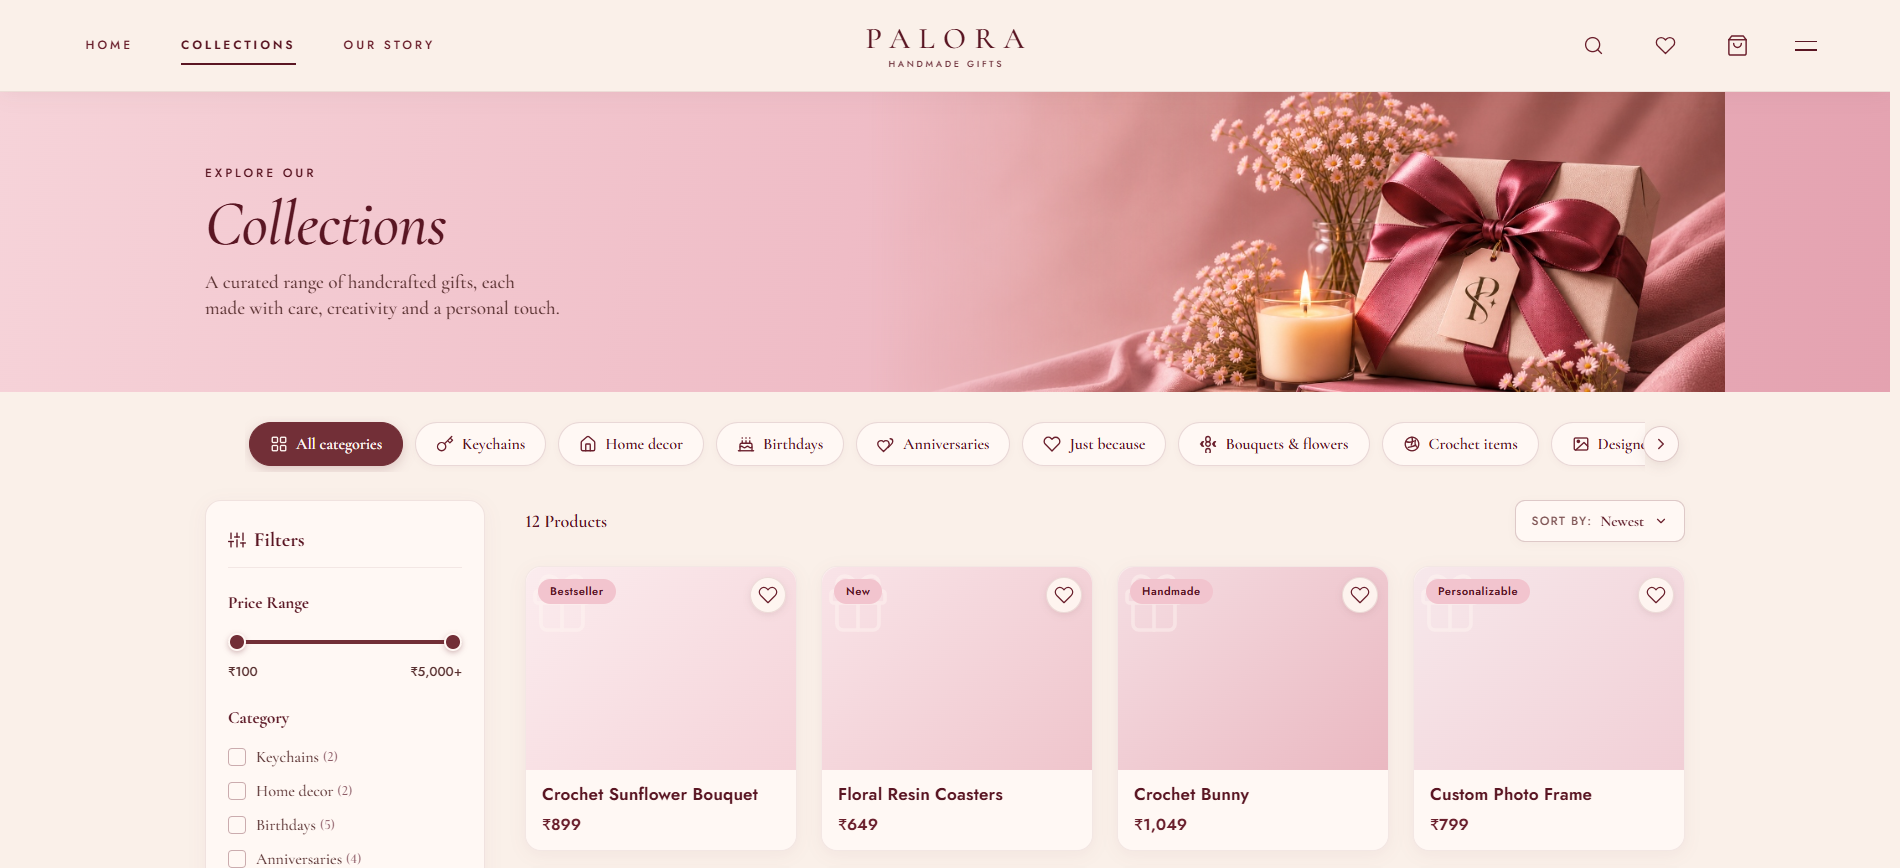 HOME
COLLECTIONS
OUR STORY
PALORA
HANDMADE GIFTS
EXPLORE OUR
Collections
A curated range of handcrafted gifts, each
made with care, creativity and a personal touch.
All categories
Keychains
Home decor
Birthdays
Anniversaries
Just because
Bouquets & flowers
Crochet items
Filters
Price Range
₹100
₹5,000+
Category
Keychains (2)
Home decor (2)
Birthdays (5)
Anniversaries (4)
12 Products
SORT BY: Newest
Bestseller
Crochet Sunflower Bouquet
₹899
New
Floral Resin Coasters
₹649
Handmade
Crochet Bunny
₹1,049
Personalizable
Custom Photo Frame
₹799